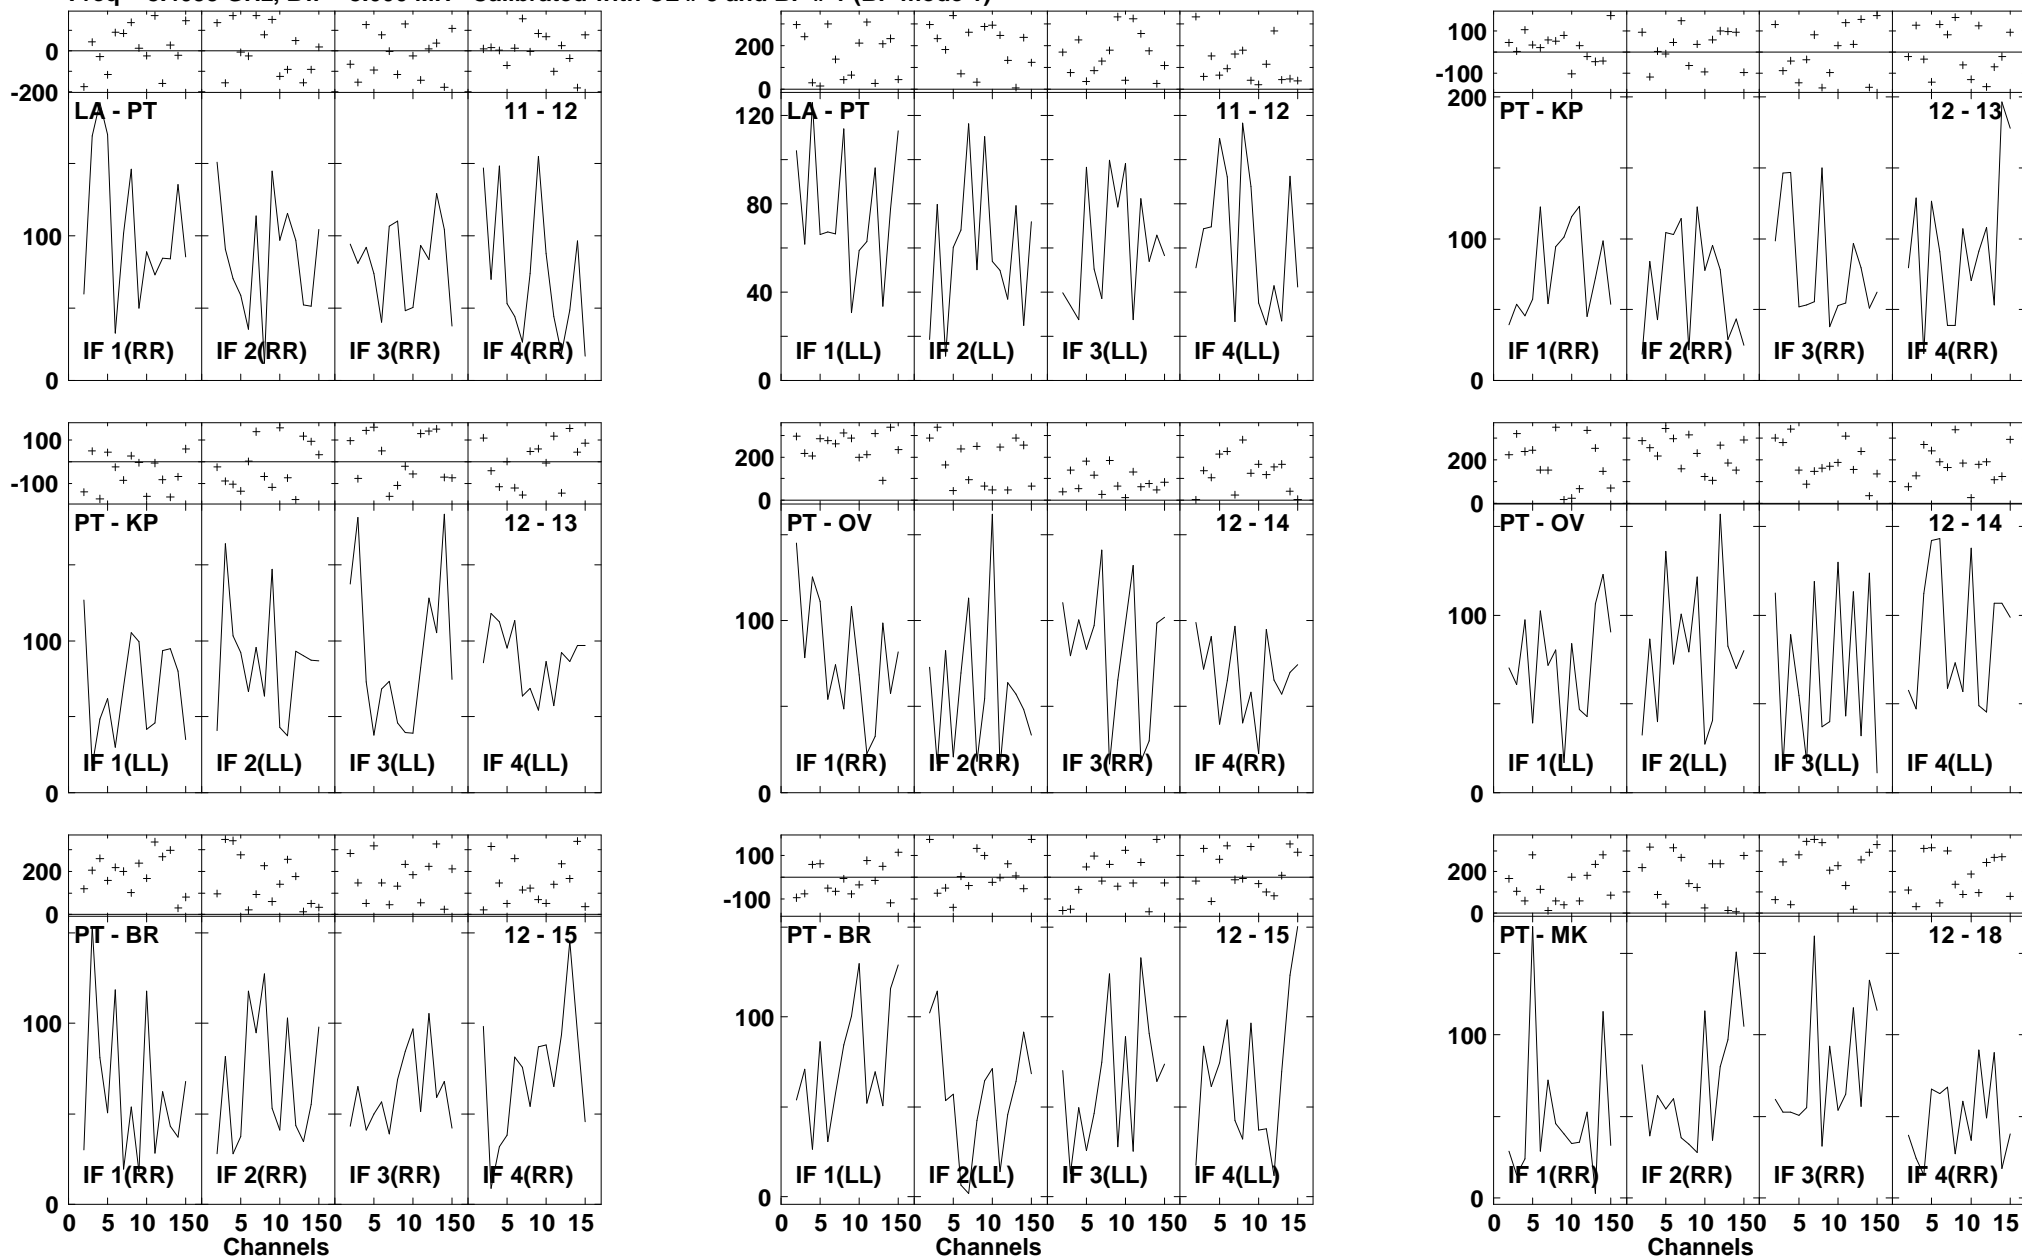 0
-200
LA - PT 11 - 12
100
0
IF 1(RR) IF 2(RR) IF 3(RR) IF 4(RR)
200
0
LA - PT 11 - 12
120
80
40
0
IF 1(LL) IF 2(LL) IF 3(LL) IF 4(LL)
100
-100
200
PT - KP 12 - 13
100
0
IF 1(RR) IF 2(RR) IF 3(RR) IF 4(RR)
100
-100
PT - KP 12 - 13
100
0
IF 1(LL) IF 2(LL) IF 3(LL) IF 4(LL)
200
0
PT - OV 12 - 14
100
0
IF 1(RR) IF 2(RR) IF 3(RR) IF 4(RR)
200
0
PT - OV 12 - 14
100
0
IF 1(LL) IF 2(LL) IF 3(LL) IF 4(LL)
200
0
PT - BR 12 - 15
100
0
IF 1(RR) IF 2(RR) IF 3(RR) IF 4(RR)
0 5 10 150 5 10 150 5 10 150 5 10 15
Channels
100
-100
PT - BR 12 - 15
100
0
IF 1(LL) IF 2(LL) IF 3(LL) IF 4(LL)
0 5 10 150 5 10 150 5 10 150 5 10 15
Channels
200
0
PT - MK 12 - 18
100
0
IF 1(RR) IF 2(RR) IF 3(RR) IF 4(RR)
0 5 10 150 5 10 150 5 10 150 5 10 15
Channels